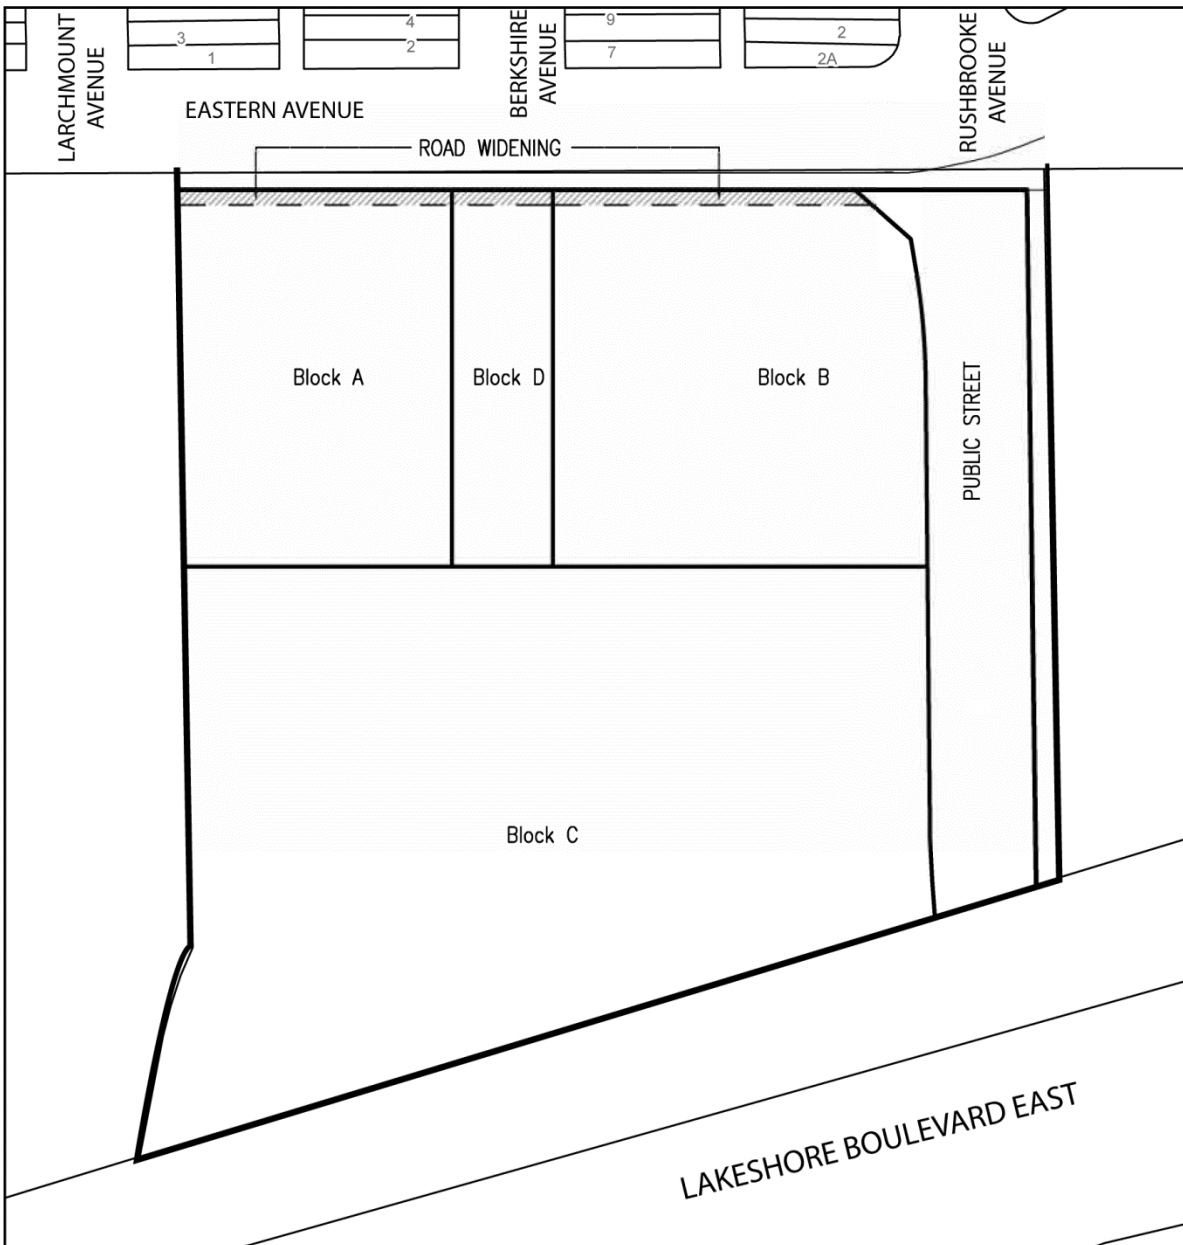 LARCHMOUNT
AVENUE
3
1
4
2
BERKSHIRE
AVENUE
9
7
2
2A
RUSHBROOKE
AVENUE
EASTERN AVENUE
ROAD WIDENING
Block A
Block D
Block B
PUBLIC STREET
Block C
LAKESHORE BOULEVARD EAST